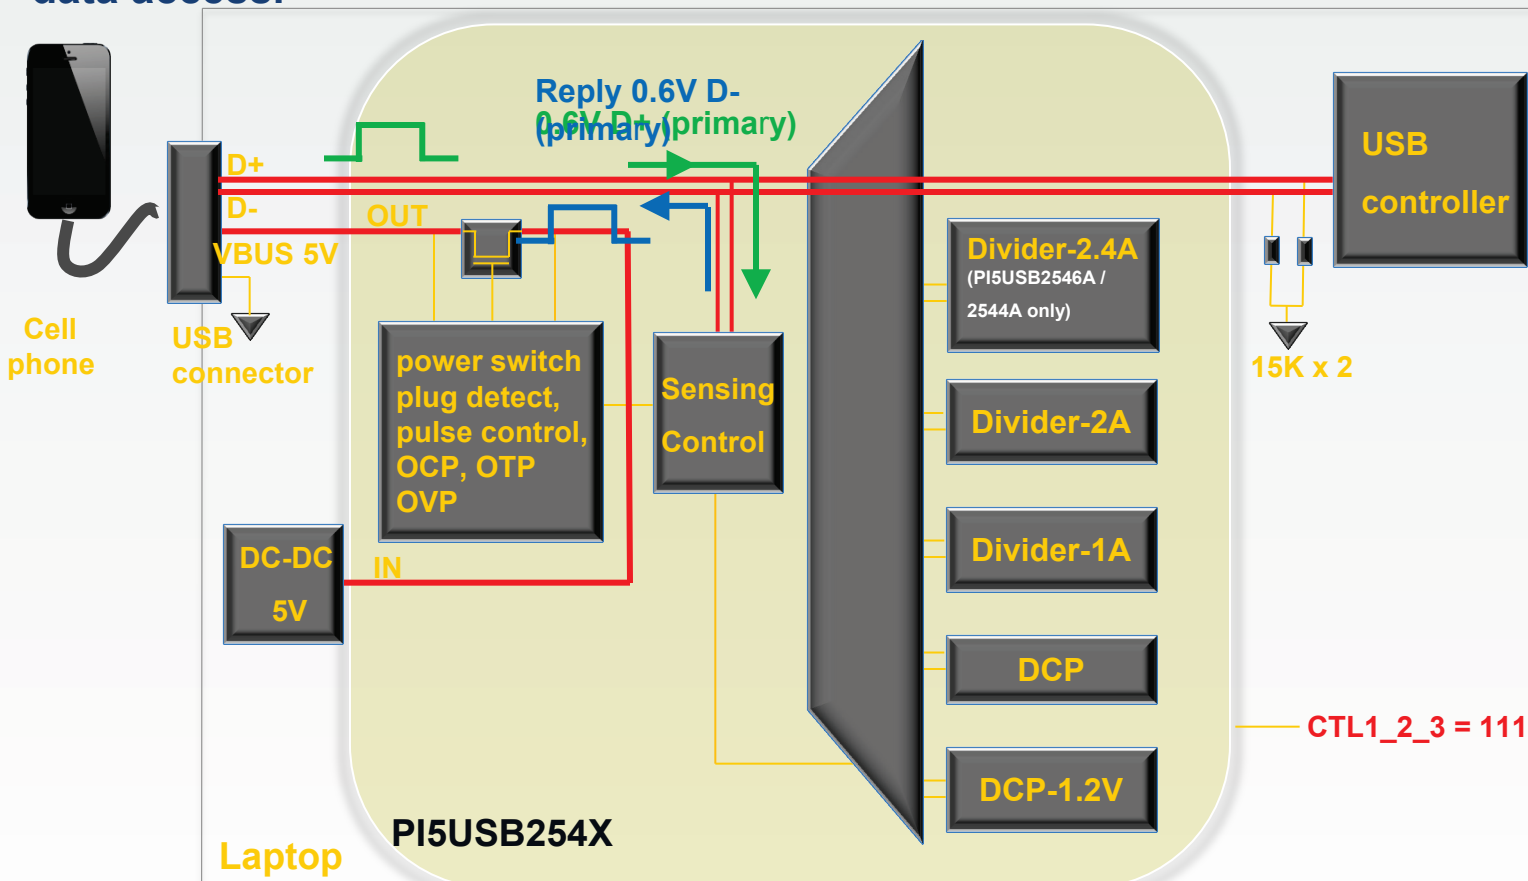 data access.
Reply 0.6V D-
(primary)
0.6V D+ (primary)
D+
D-
OUT
VBUS 5V
USB
controller
Divider-2.4A
(PI5USB2546A /
2544A only)
Cell
phone
USB
connector
15K x 2
power switch
plug detect,
pulse control,
OCP, OTP
OVP
Sensing
Control
Divider-2A
DC-DC
5V
IN
Divider-1A
DCP
CTL1_2_3 = 111
DCP-1.2V
PI5USB254X
Laptop